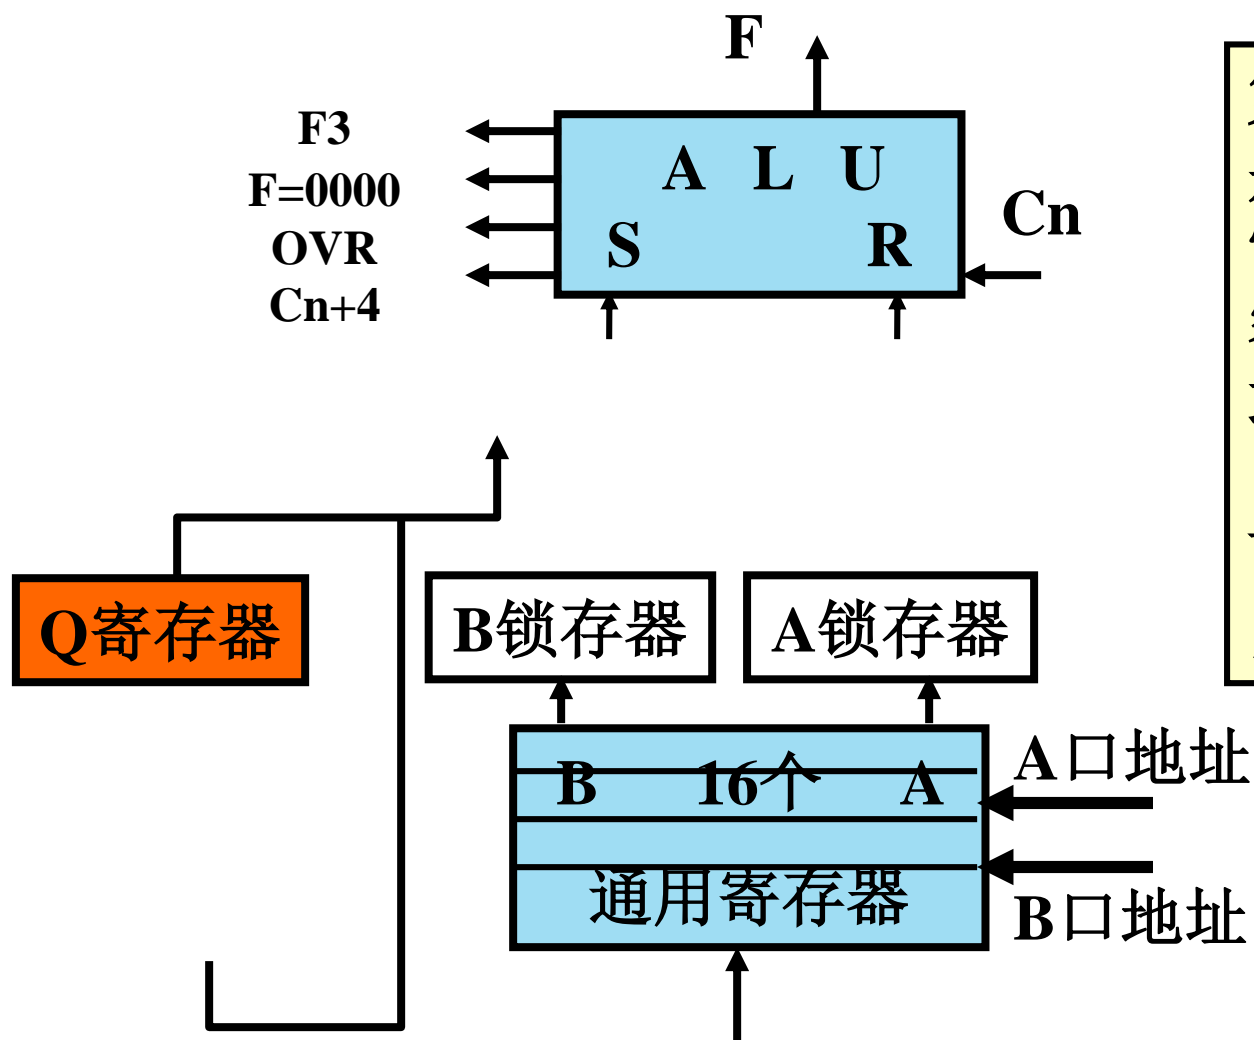 F
F3
F=0000
OVR
Cn+4
A L U
S R
Cn
Q寄存器
B锁存器
A锁存器
B 16个 A
通用寄存器
A口地址
B口地址